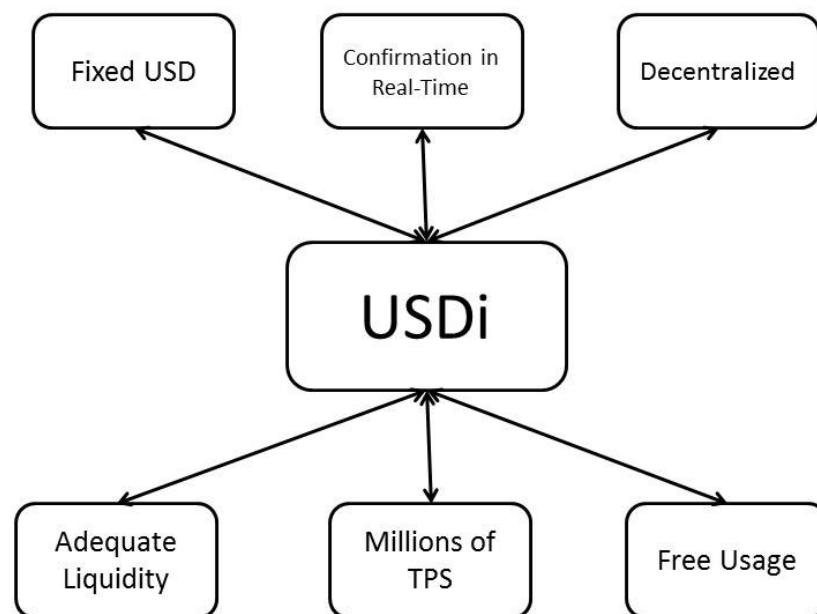 Fixed USD
Confirmation in
Real-Time
Decentralized
USDi
Adequate
Liquidity
Millions of
TPS
Free Usage